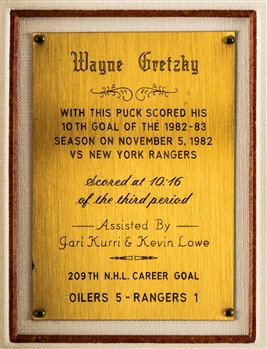 Wayne Gretzky
WITH THIS PUCK SCORED HIS
10TH GOAL OF THE 1982-83
SEASON ON NOVEMBER 5, 1982
VS NEW YORK RANGERS
Scored at 10:16
of the third period
Assisted By
Jari Kurri & Kevin Lowe
209TH N.H.L. CAREER GOAL
OILERS 5 - RANGERS 1